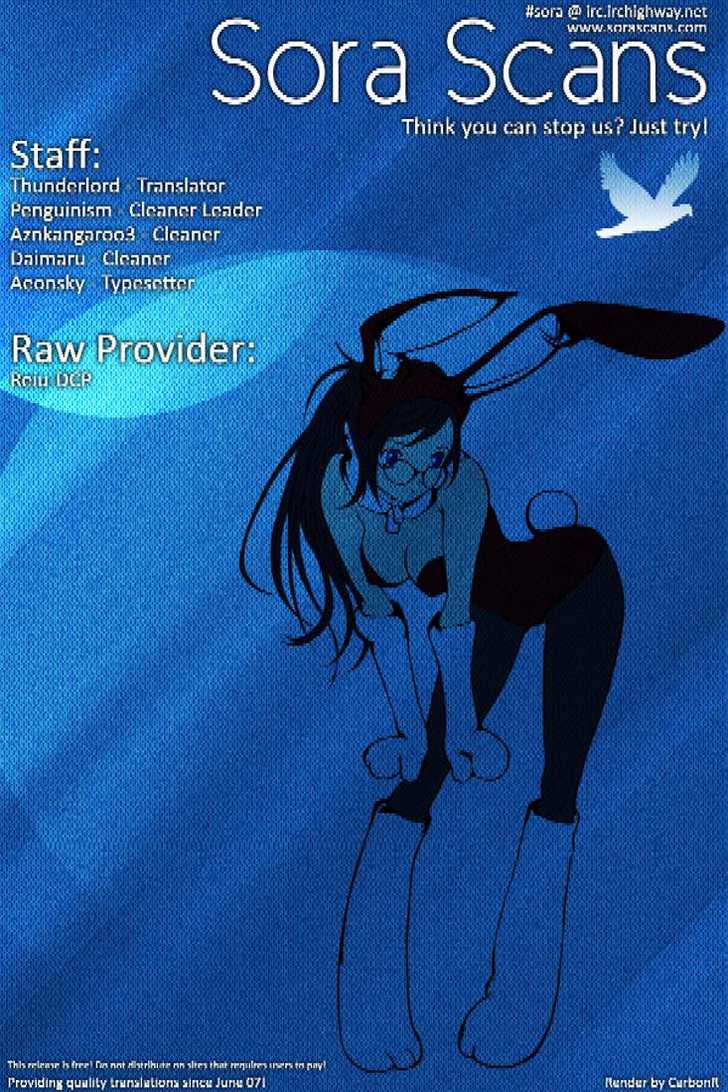 #sora @ irc.irchighway.net
www.sorascans.com
Sora Scans
Think you can stop us? Just try!
Staff:
Thunderlord - Translator
Penguinism - Cleaner Leader
Aznkangaroo3 - Cleaner
Daimaru - Cleaner
Aeonsky - Typesetter
Raw Provider:
Reiu-DCP
This release is free! Do not distribute on sites that requires users to pay!
Providing quality translations since June 07!
Render by Carbonll